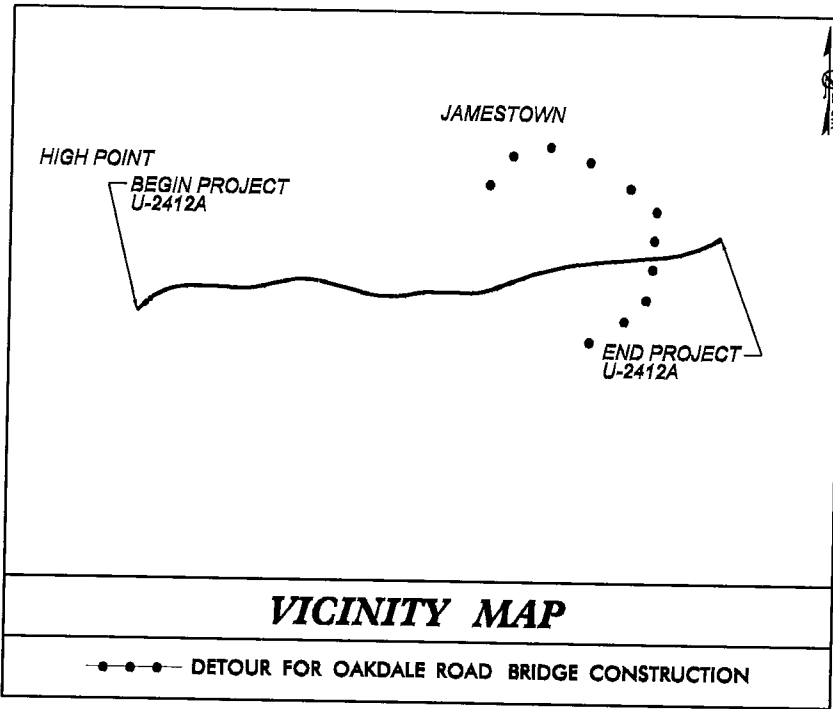 JAMESTOWN
HIGH POINT
BEGIN PROJECT
U-2412A
END PROJECT
U-2412A
VICINITY MAP
DETOUR FOR OAKDALE ROAD BRIDGE CONSTRUCTION